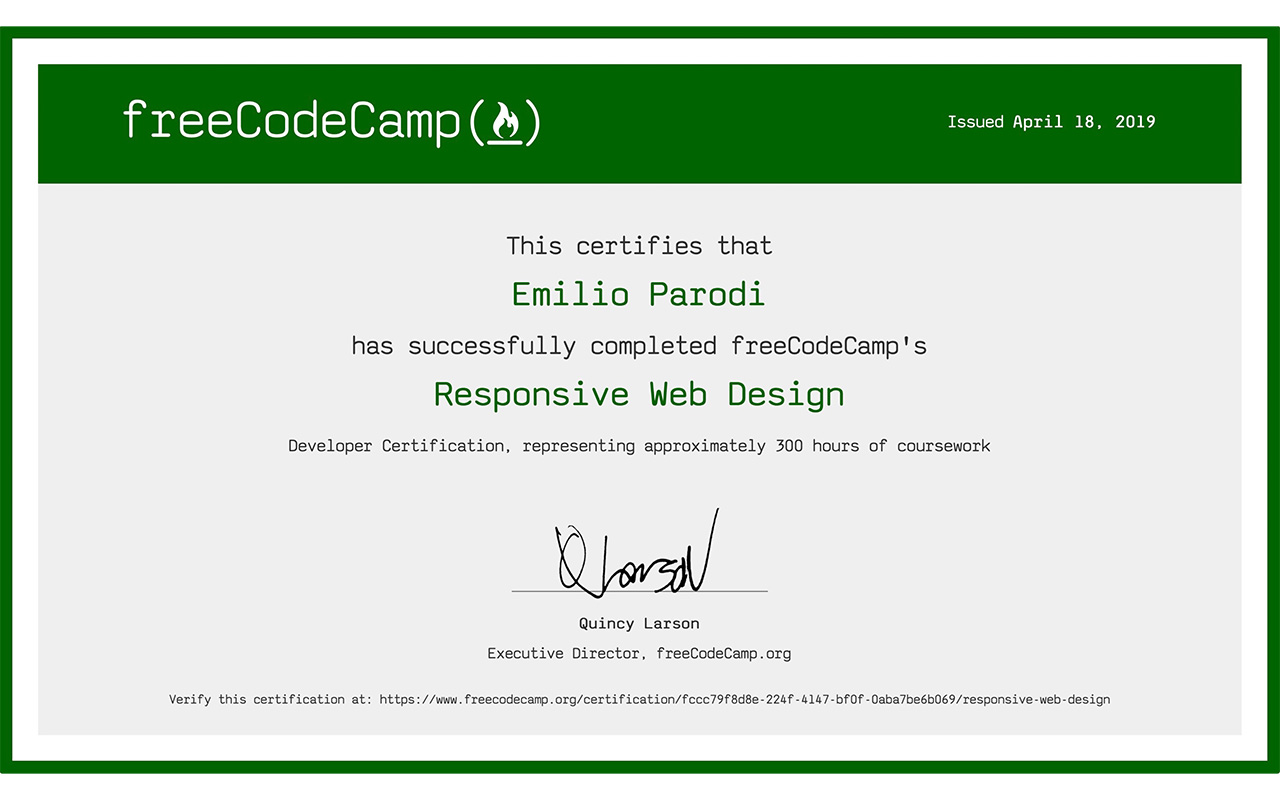 freeCodeCamp(🔥)
Issued April 18, 2019
This certifies that
Emilio Parodi
has successfully completed freeCodeCamp's
Responsive Web Design
Developer Certification, representing approximately 300 hours of coursework
Q Larson
Quincy Larson
Executive Director, freeCodeCamp.org
Verify this certification at: https://www.freecodecamp.org/certification/fccc79f8d8e-224f-4147-bf0f-0aba7be6b069/responsive-web-design